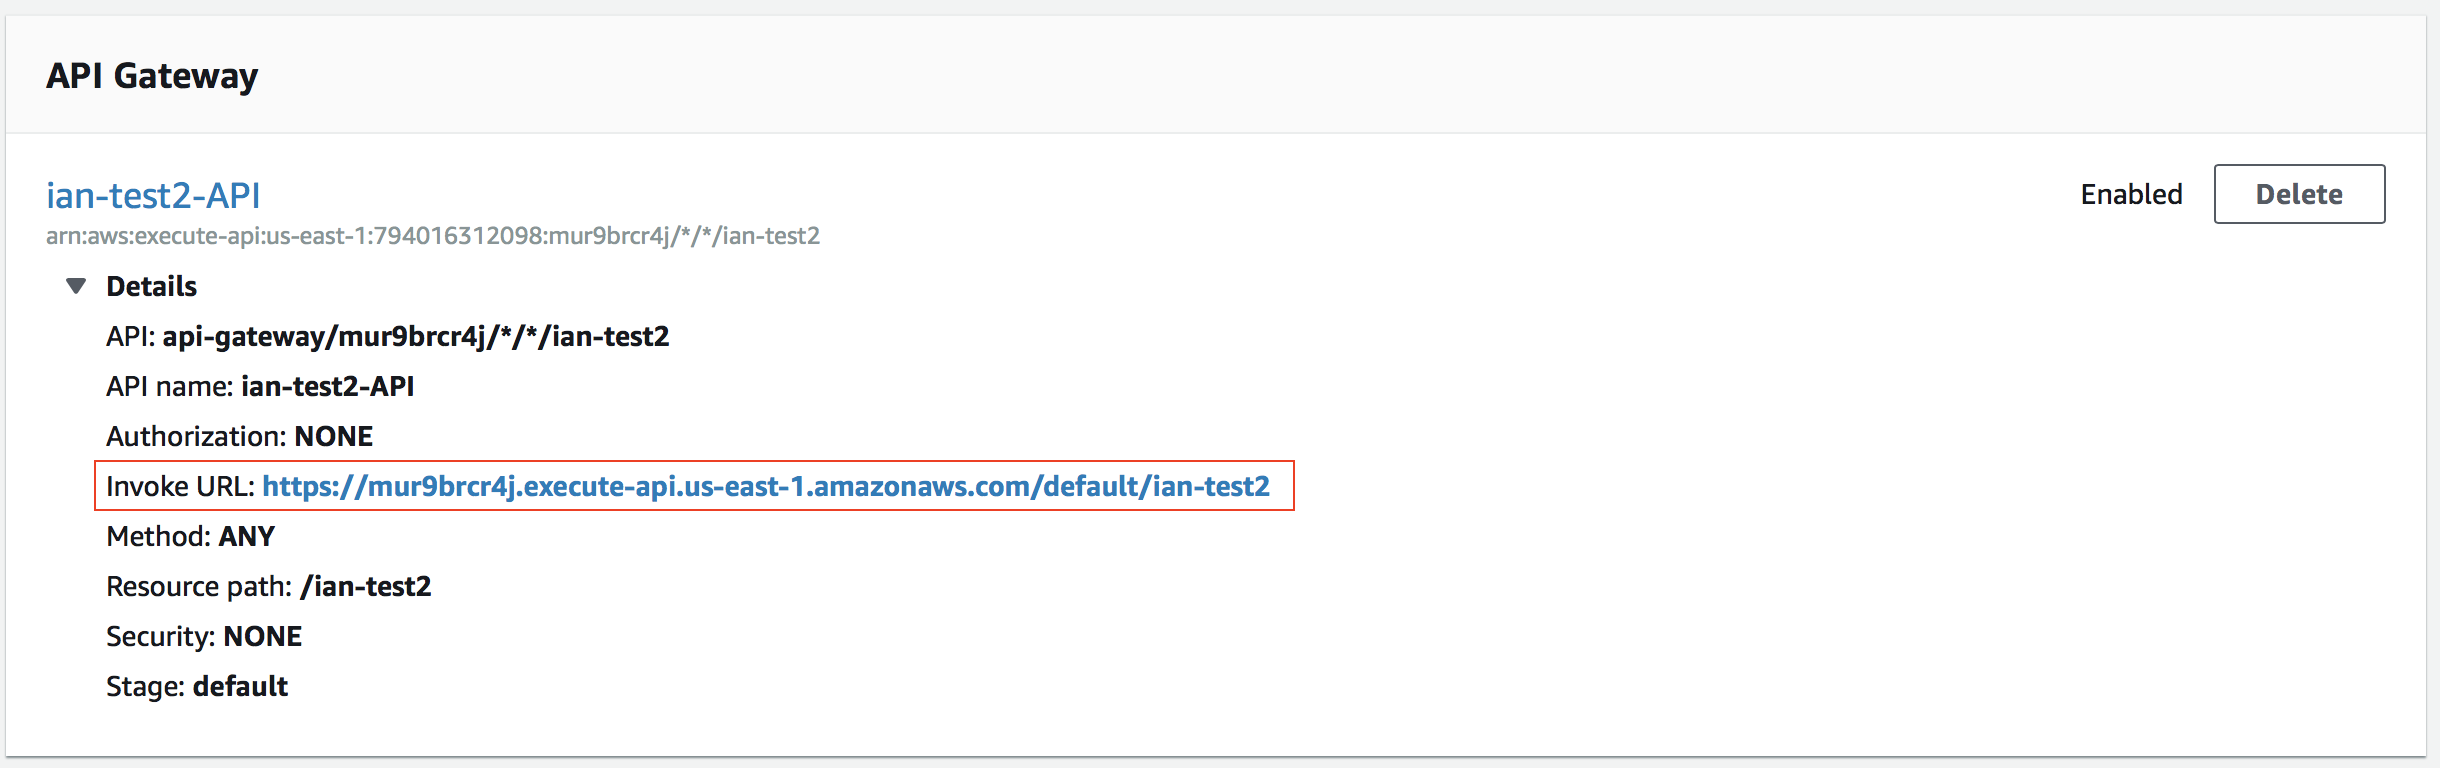 API Gateway
ian-test2-API
Enabled
Delete
arn:aws:execute-api:us-east-1:794016312098:mur9brcr4j/*/*/ian-test2
Details
API: api-gateway/mur9brcr4j/*/*/ian-test2
API name: ian-test2-API
Authorization: NONE
Invoke URL: https://mur9brcr4j.execute-api.us-east-1.amazonaws.com/default/ian-test2
Method: ANY
Resource path: /ian-test2
Security: NONE
Stage: default